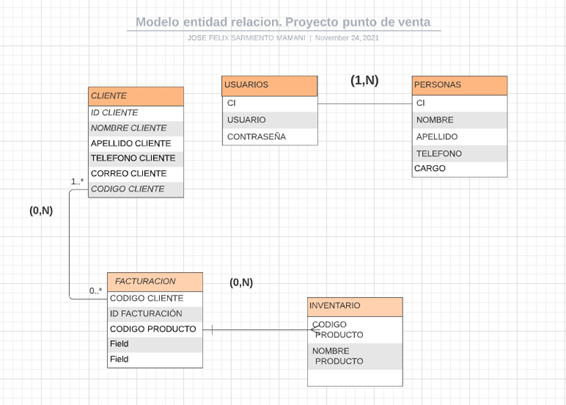 Modelo entidad relacion. Proyecto punto de venta
JOSE FELIX SARMIENTO MAMANI | November 24, 2021
CLIENTE
ID CLIENTE
NOMBRE CLIENTE
APELLIDO CLIENTE
TELEFONO CLIENTE
CORREO CLIENTE
CODIGO CLIENTE
USUARIOS
CI
USUARIO
CONTRASEÑA
(1,N)
PERSONAS
CI
NOMBRE
APELLIDO
TELEFONO
CARGO
1..*
(0,N)
0..*
FACTURACION
CODIGO CLIENTE
ID FACTURACIÓN
CODIGO PRODUCTO
Field
Field
(0,N)
INVENTARIO
CODIGO
PRODUCTO
NOMBRE
PRODUCTO